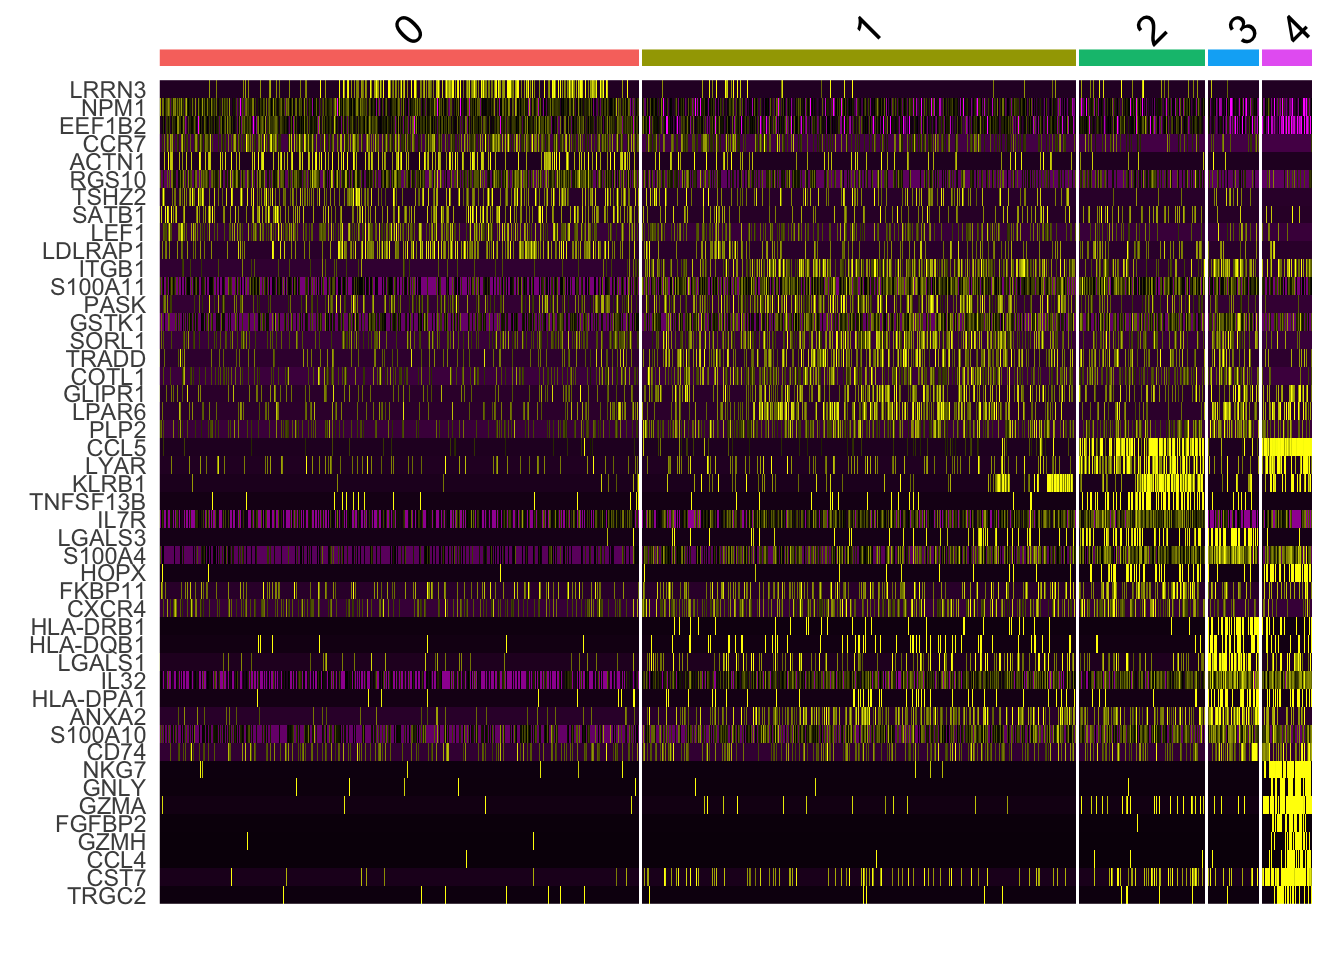 0 1 2 3 4
LRRN3
NPM1
EEF1B2
CCR7
ACTN1
RGS10
TSHZ2
SATB1
LEF1
LDLRAP1
ITGB1
S100A11
PASK
GSTK1
SORL1
TRADD
COTL1
GLIPR1
LPAR6
PLP2
CCL5
LYAR
KLRB1
TNFSF13B
IL7R
LGALS3
S100A4
HOPX
FKBP11
CXCR4
HLA-DRB1
HLA-DQB1
LGALS1
IL32
HLA-DPA1
ANXA2
S100A10
CD74
NKG7
GNLY
GZMA
FGFBP2
GZMH
CCL4
CST7
TRGC2